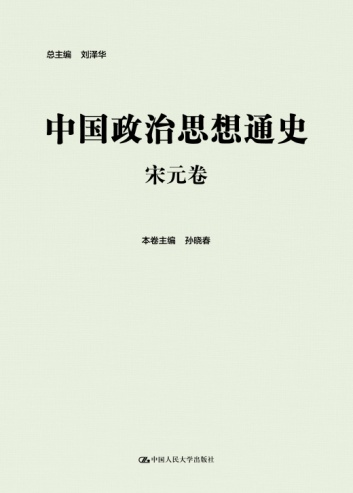 总主编 刘泽华
中国政治思想通史
宋元卷
本卷主编 孙晓春
中国人民大学出版社